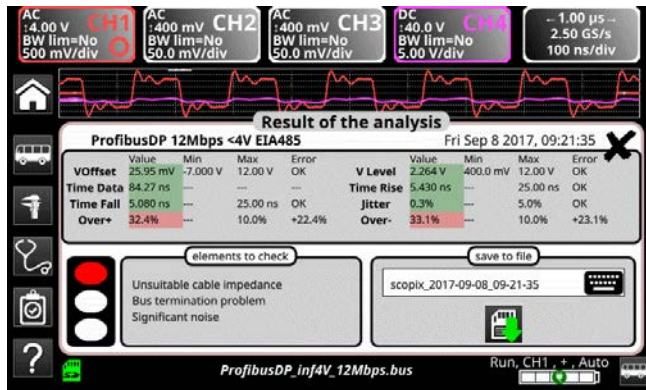 AC
÷4.00 V CH1
BW lim=No
500 mV/div
AC
÷400 mV CH2
BW lim=No
50.0 mV/div
AC
÷400 mV CH3
BW lim=No
50.0 mV/div
DC
÷40.0 V CH4
BW lim=No
5.00 V/div
1.00 µs
2.50 GS/s
100 ns/div
Result of the analysis
ProfibusDP 12Mbps <4V EIA485 Fri Sep 8 2017, 09:21:35
Value Min Max Error Value Min Max Error
VOffset 25.95 mV -7.000 V 12.00 V OK V Level 2.264 V 400.0 mV 12.00 V OK
Time Data 84.27 ns --- --- --- Time Rise 5.430 ns --- 25.00 ns OK
Time Fall 5.080 ns --- 25.00 ns OK Jitter 0.3% --- 5.0% OK
Over+ 32.4% --- 10.0% +22.4% Over- 33.1% --- 10.0% +23.1%
elements to check
Unsuitable cable impedance
Bus termination problem
Significant noise
save to file
scopix_2017-09-08_09-21-35
?
ProfibusDP_inf4V_12Mbps.bus
Run, CH1 , + , Auto